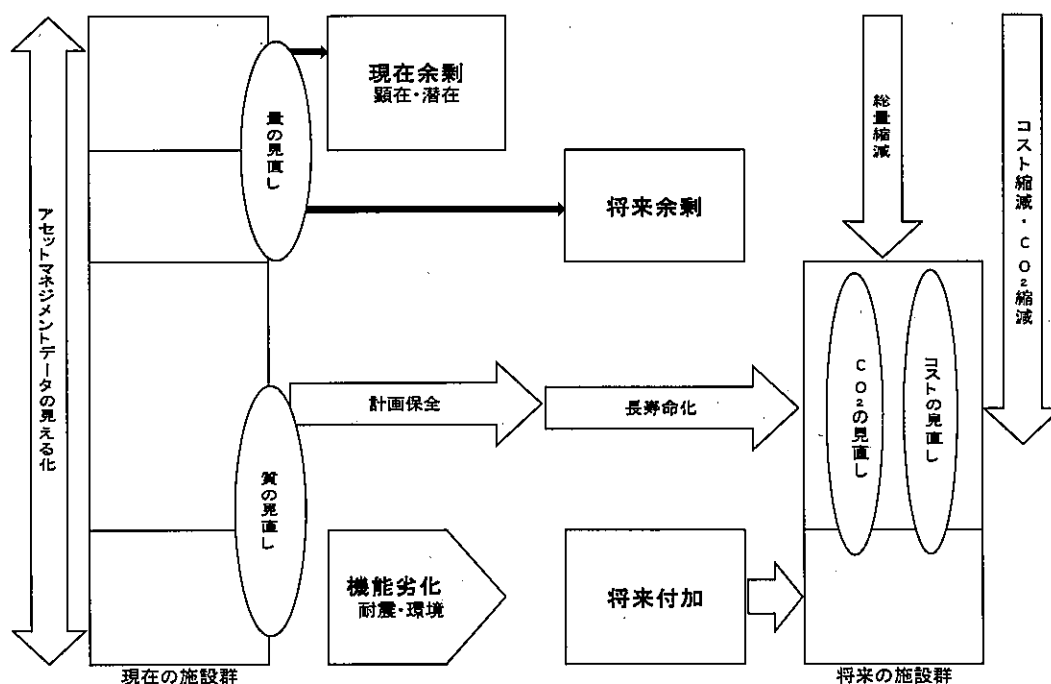 アセットマネジメントデータの見える化
量の見直し
現在余剰
顕在・潜在
将来余剰
総量縮減
コスト縮減・CO₂縮減
質の見直し
計画保全
長寿命化
CO₂の見直し
コストの見直し
機能劣化
耐震・環境
将来付加
現在の施設群
将来の施設群